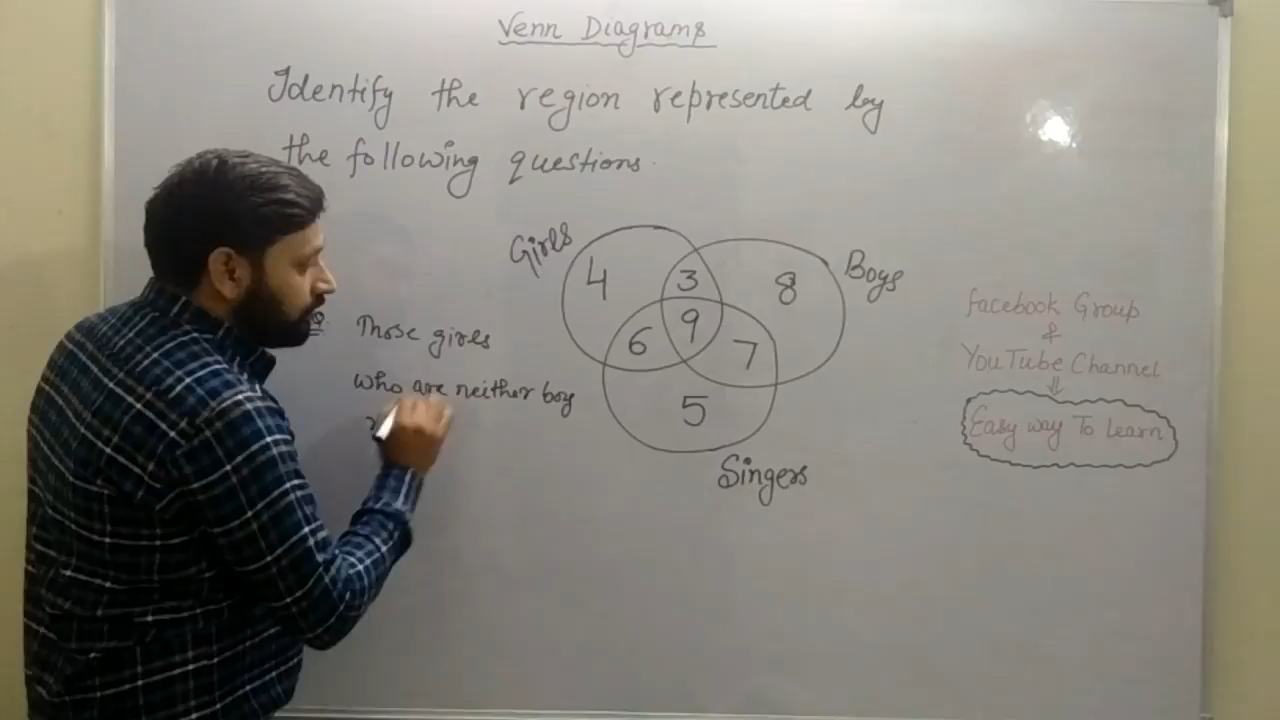 Venn Diagrams
Identify the region represented by
the following questions.
Girls
Boys
4
3
8
9
6
7
5
Singers
Q. Those girls
who are neither boy
Facebook Group
&
YouTube Channel
⇓
Easy way To Learn